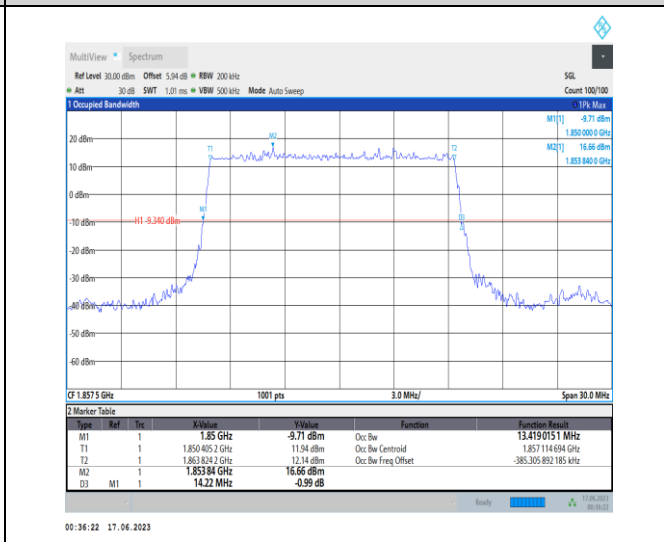 MultiView Spectrum
Ref Level 30.00 dBm Offset 5.94 dB RBW 200 kHz SGL
Att 30 dB SWT 1.01 ms VBW 500 kHz Mode Auto Sweep Count 100/100
1 Occupied Bandwidth 1Pk Max
M1[1] -9.71 dBm
1.850 000 0 GHz
M2[1] 16.66 dBm
1.853 840 0 GHz
20 dBm
M2
T1
T2
10 dBm
0 dBm
M1
D3
-10 dBm
H1 -9.340 dBm
-20 dBm
-30 dBm
-40 dBm
-50 dBm
-60 dBm
CF 1.857 5 GHz 1001 pts 3.0 MHz/ Span 30.0 MHz
2 Marker Table
Type Ref Trc X-Value Y-Value Function Function Result
M1 1 1.85 GHz -9.71 dBm Occ Bw 13.419 015 1 MHz
T1 1 1.850 405 2 GHz 11.94 dBm Occ Bw Centroid 1.857 114 694 GHz
T2 1 1.863 824 2 GHz 12.14 dBm Occ Bw Freq Offset -385.305 892 185 kHz
M2 1 1.853 84 GHz 16.66 dBm
D3 M1 1 14.22 MHz -0.99 dB
Ready 17.06.2023
00:36:22
00:36:22 17.06.2023